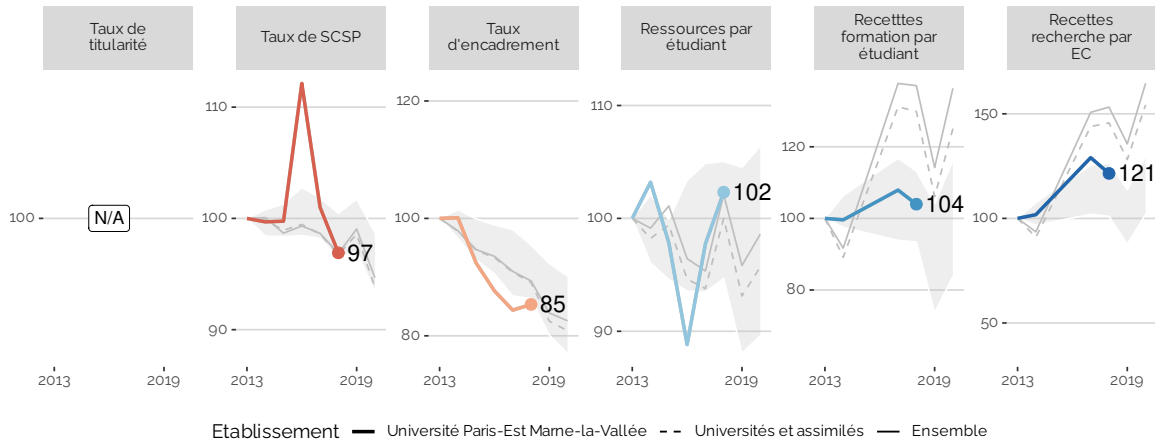 Taux de
titularité
Taux de SCSP
Taux
d'encadrement
Ressources par
étudiant
Recetttes
formation par
étudiant
Recettes
recherche par
EC
100
N/A
2013
2019
110
100
90
97
2013
2019
120
100
80
85
2013
2019
110
100
90
102
2013
2019
120
100
80
104
2013
2019
150
100
50
121
2013
2019
Etablissement Université Paris-Est Marne-la-Vallée Universités et assimilés Ensemble